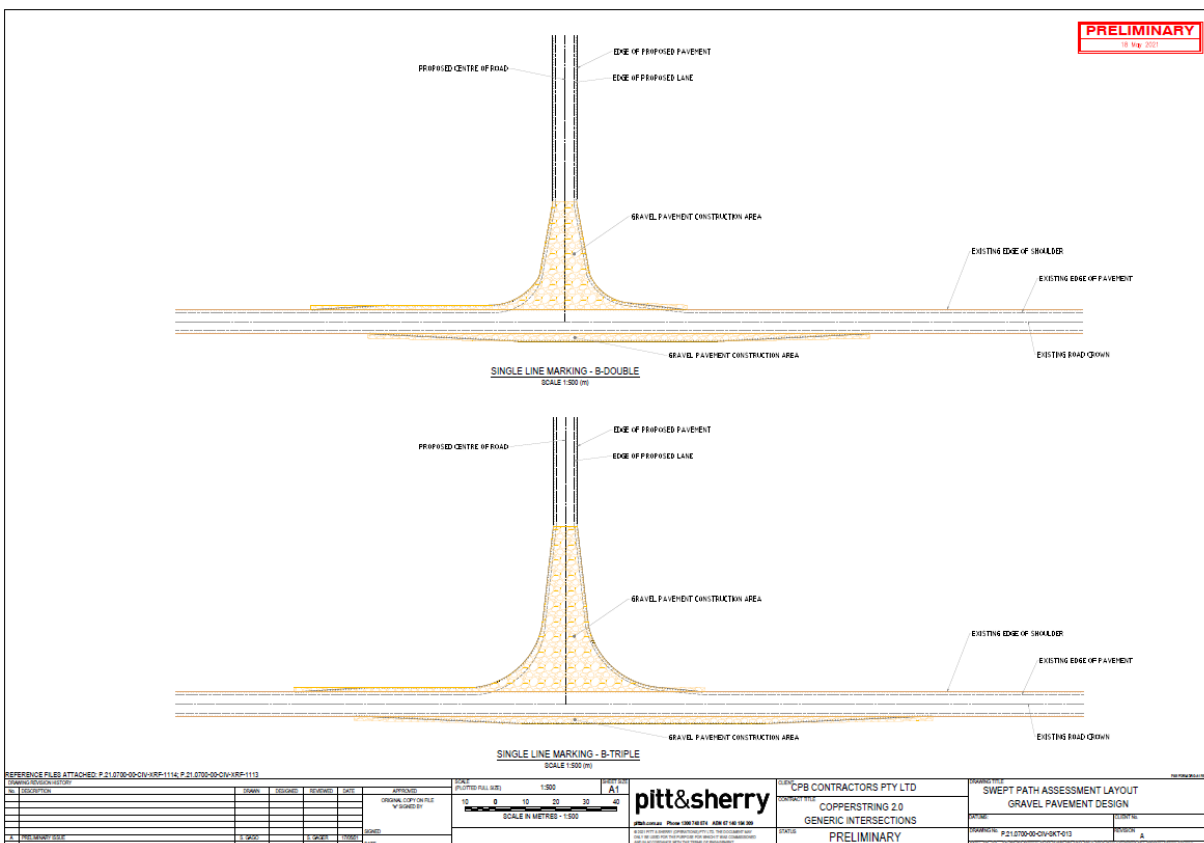 PRELIMINARY
18 May 2021
EDGE OF PROPOSED PAVEMENT
PROPOSED CENTRE OF ROAD
EDGE OF PROPOSED LANE
GRAVEL PAVEMENT CONSTRUCTION AREA
EXISTING EDGE OF SHOULDER
EXISTING EDGE OF PAVEMENT
GRAVEL PAVEMENT CONSTRUCTION AREA
EXISTING ROAD CROWN
SINGLE LINE MARKING - B-DOUBLE
SCALE 1:500 (m)
EDGE OF PROPOSED PAVEMENT
PROPOSED CENTRE OF ROAD
EDGE OF PROPOSED LANE
GRAVEL PAVEMENT CONSTRUCTION AREA
EXISTING EDGE OF SHOULDER
EXISTING EDGE OF PAVEMENT
GRAVEL PAVEMENT CONSTRUCTION AREA
EXISTING ROAD CROWN
SINGLE LINE MARKING - B-TRIPLE
SCALE 1:500 (m)
REFERENCE FILES ATTACHED: P.21.0700-00-CIV-XRF-1114; P.21.0700-00-CIV-XRF-1113
DRAWING REVISION HISTORY
No. DESCRIPTION DRAWN DESIGNED REVIEWED DATE APPROVED
ORIGINAL COPY ON FILE
SIGNED BY
SIGNED
A PRELIMINARY ISSUE
SCALE
(PLOTTED FULL SIZE) 1:500
SHEET SIZE
A1
10 0 10 20 30 40
SCALE IN METRES - 1:500
pitt&sherry
CLIENT CPB CONTRACTORS PTY LTD
CONTRACT TITLE
COPPERSTRING 2.0
GENERIC INTERSECTIONS
STATUS
PRELIMINARY
DRAWING TITLE
SWEPT PATH ASSESSMENT LAYOUT
GRAVEL PAVEMENT DESIGN
DATUM:
CLIENT No.
DRAWING No. P.21.0700-00-CIV-SKT-013
REVISION
A